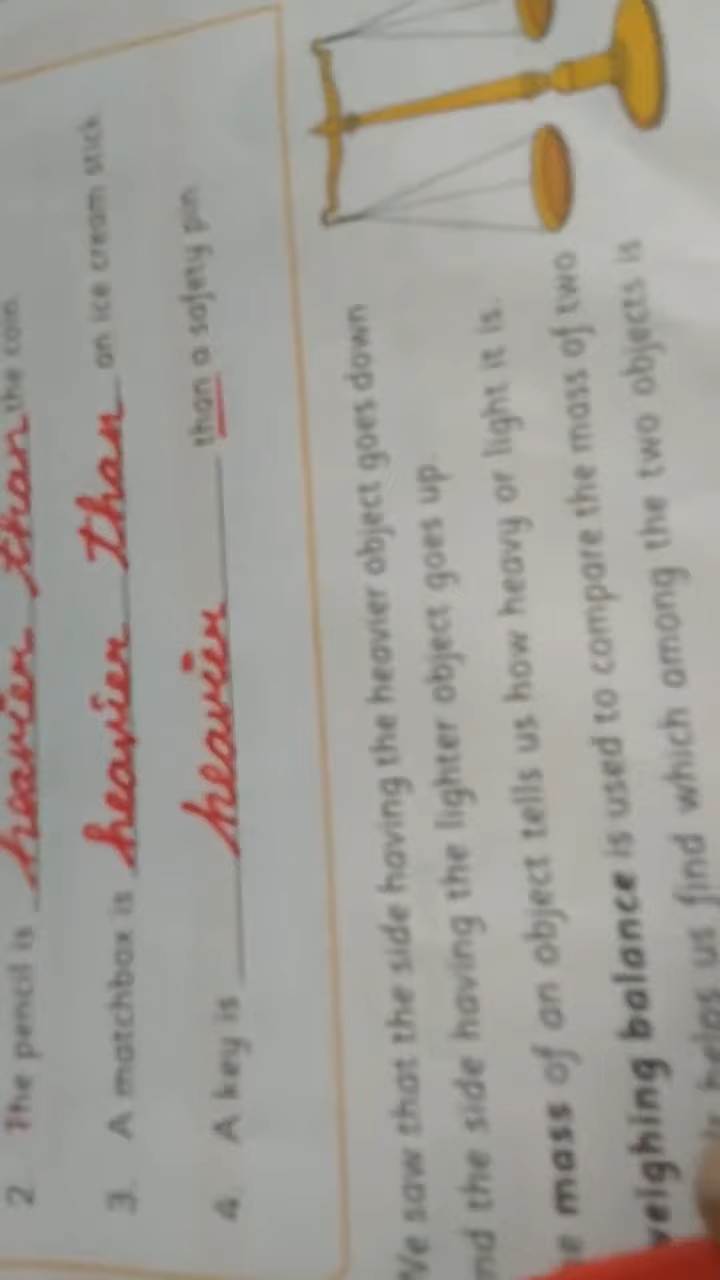 2. The pencil is heavier than the coin.
3. A matchbox is heavier than an ice cream stick
4. A key is heavier than a safety pin
We saw that the side having the heavier object goes down
nd the side having the lighter object goes up.
e mass of an object tells us how heavy or light it is.
weighing balance is used to compare the mass of two
helps us find which among the two objects is